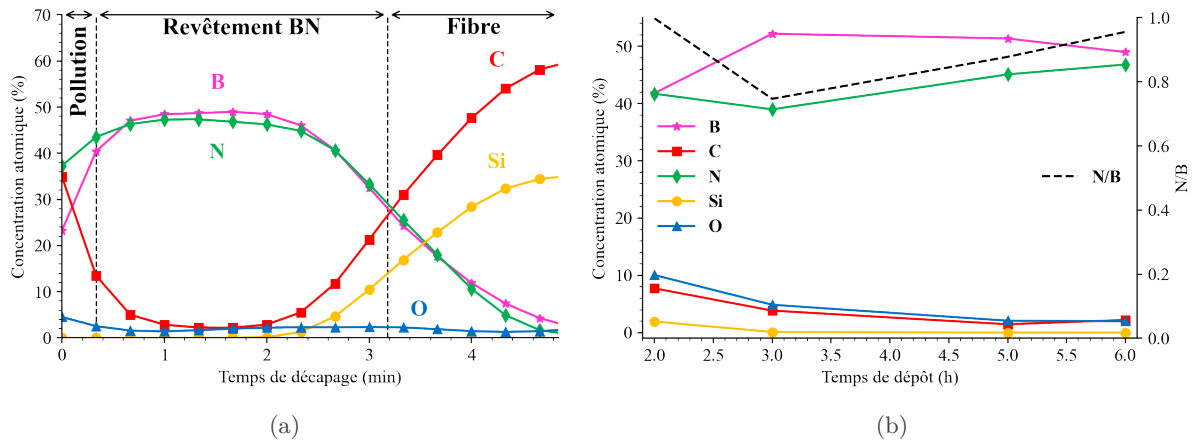 Pollution
Revêtement BN
Fibre
B
N
C
Si
O
Concentration atomique (%)
70
60
50
40
30
20
10
0
0 1 2 3 4
Temps de décapage (min)
(a)
Concentration atomique (%)
50
40
30
20
10
0
B
C
N
Si
O
N/B
1.0
0.8
0.6
0.4
0.2
0.0
N/B
2.0 2.5 3.0 3.5 4.0 4.5 5.0 5.5 6.0
Temps de dépôt (h)
(b)